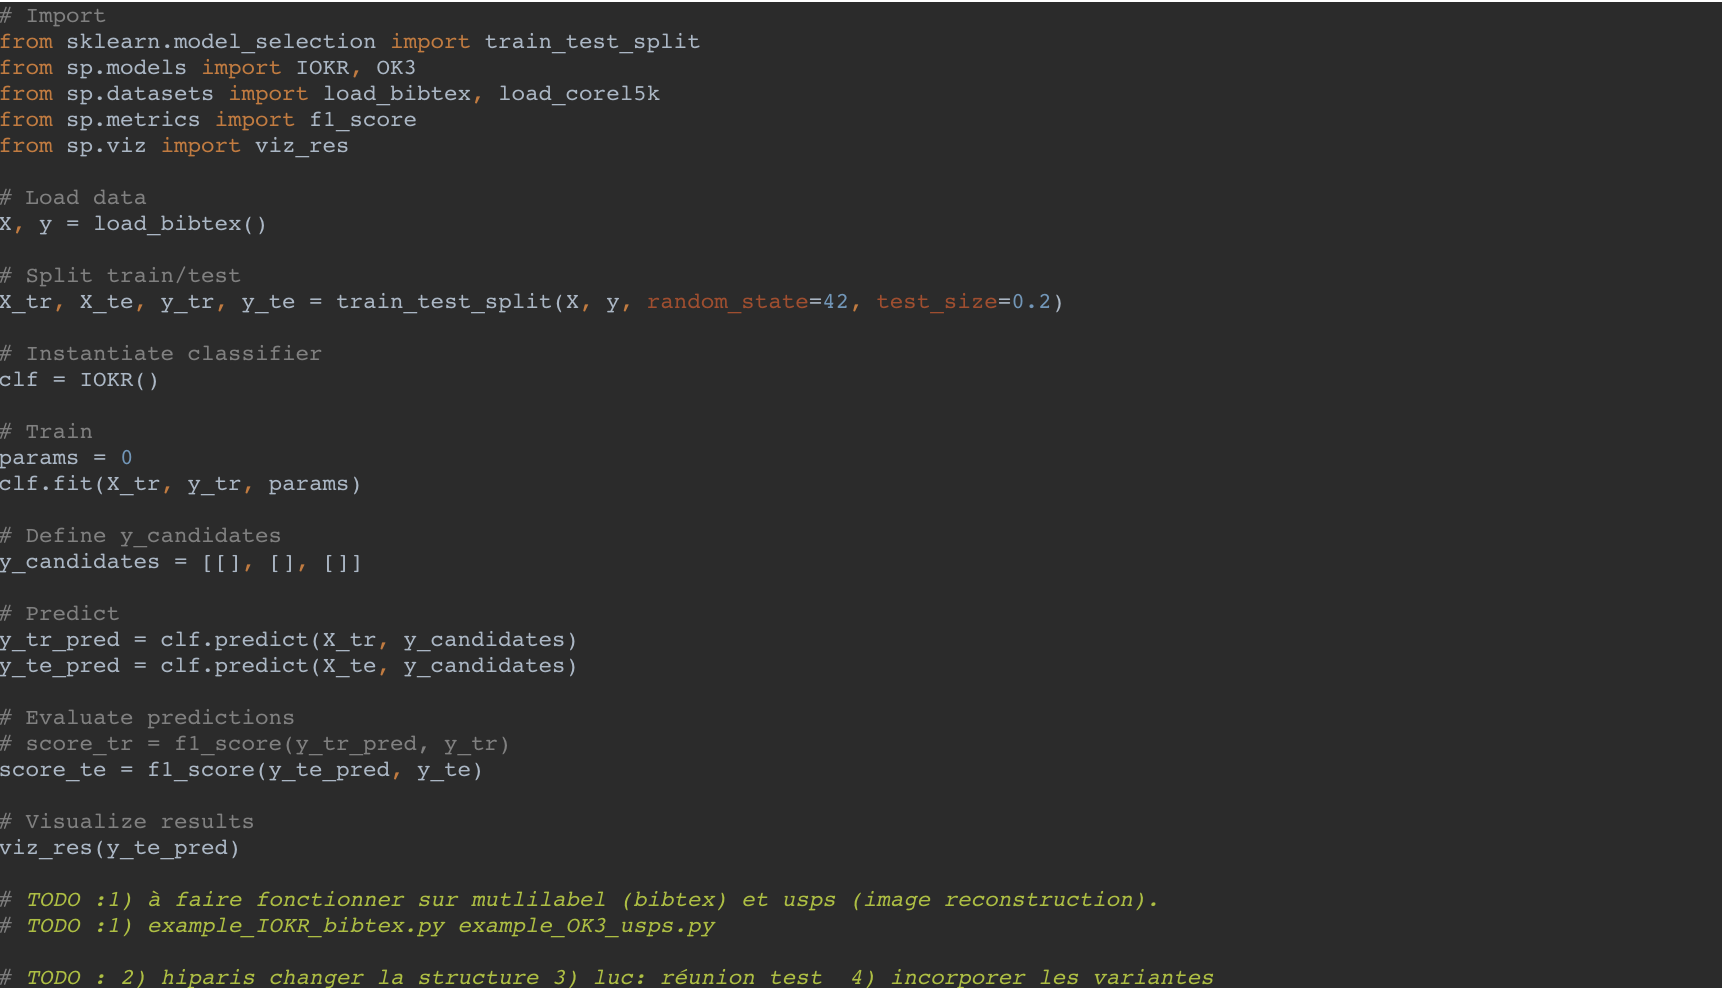 # Import
from sklearn.model_selection import train_test_split
from sp.models import IOKR, OK3
from sp.datasets import load_bibtex, load_corel5k
from sp.metrics import f1_score
from sp.viz import viz_res
# Load data
X, y = load_bibtex()
# Split train/test
X_tr, X_te, y_tr, y_te = train_test_split(X, y, random_state=42, test_size=0.2)
# Instantiate classifier
clf = IOKR()
# Train
params = 0
clf.fit(X_tr, y_tr, params)
# Define y_candidates
y_candidates = [[], [], []]
# Predict
y_tr_pred = clf.predict(X_tr, y_candidates)
y_te_pred = clf.predict(X_te, y_candidates)
# Evaluate predictions
# score_tr = f1_score(y_tr_pred, y_tr)
score_te = f1_score(y_te_pred, y_te)
# Visualize results
viz_res(y_te_pred)
# TODO :1) à faire fonctionner sur mutlilabel (bibtex) et usps (image reconstruction).
# TODO :1) example_IOKR_bibtex.py example_OK3_usps.py
# TODO : 2) hiparis changer la structure 3) luc: réunion test  4) incorporer les variantes